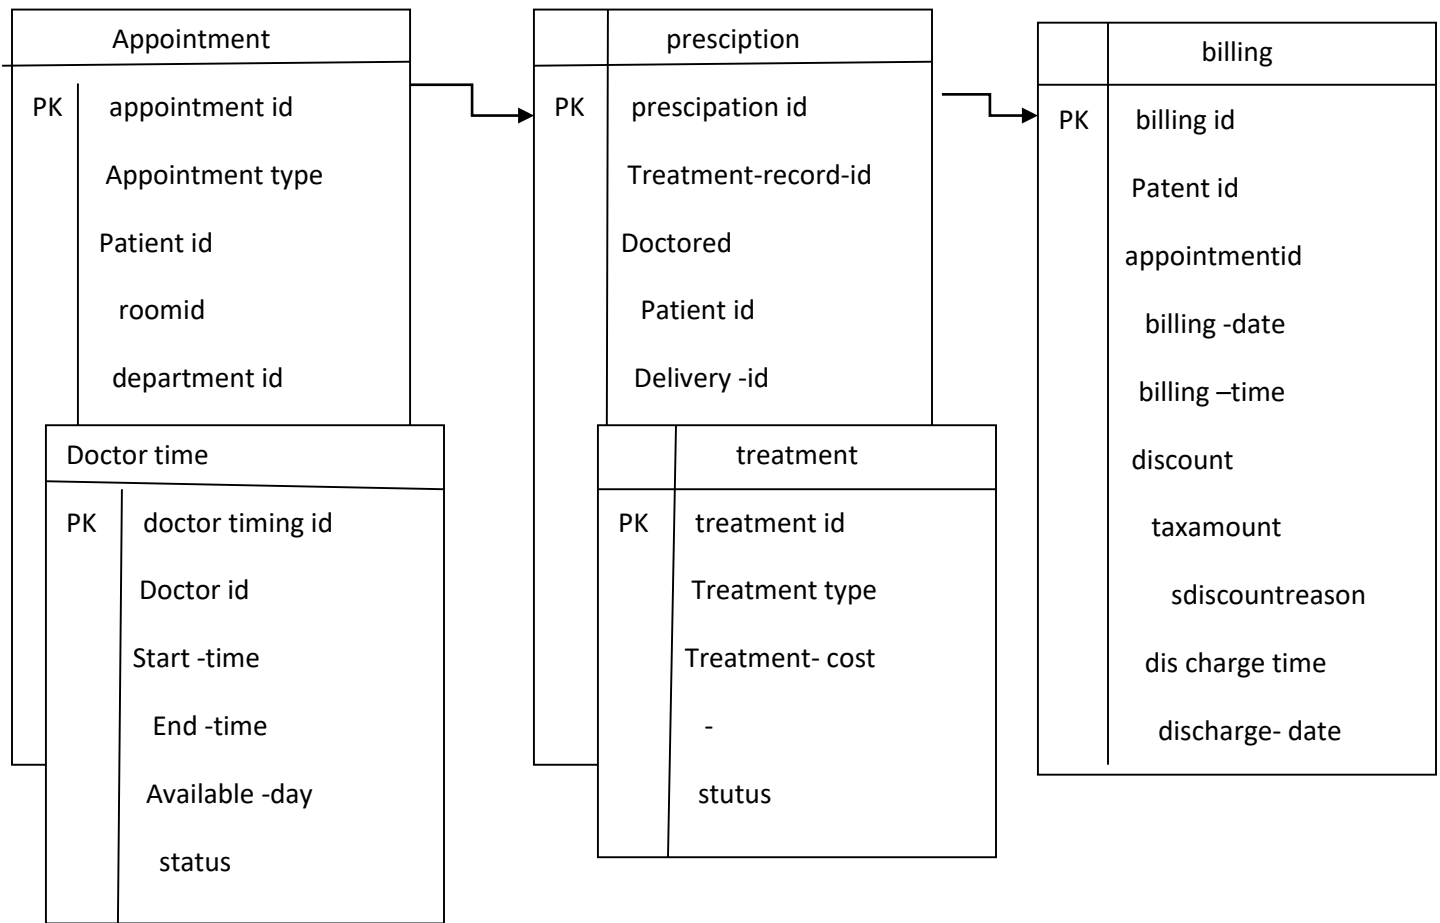 Appointment
PK appointment id
Appointment type
Patient id
roomid
department id
Doctor time
PK doctor timing id
Doctor id
Start -time
End -time
Available -day
status
presciption
PK prescipation id
Treatment-record-id
Doctored
Patient id
Delivery -id
treatment
PK treatment id
Treatment type
Treatment- cost
-
stutus
billing
PK billing id
Patent id
appointmentid
billing -date
billing –time
discount
taxamount
sdiscountreason
dis charge time
discharge- date